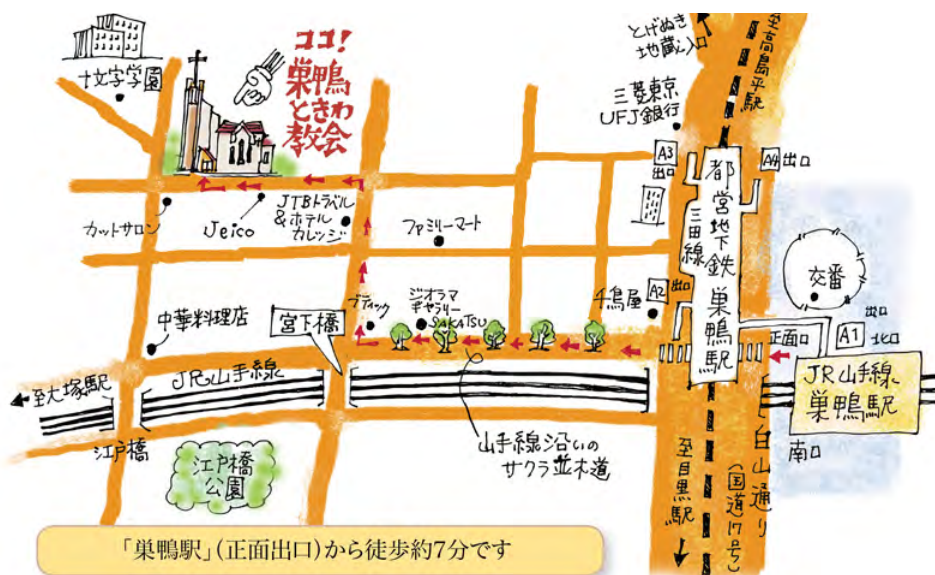 十文字学園
ココ!
巣鴨
ときわ
教会
とげぬき
地蔵入口
至高島平駅
三菱東京
UFJ銀行
A3
出口
A4出口
都営地下鉄
三田線
巣鴨駅
カットサロン
Jeico
JTBトラベル
&ホテル
カレッジ
ファミリーマート
交番
A2
出口
千鳥屋
ブティック
ジオラマ
ギャラリー
SAKATSU
中華料理店
宮下橋
出口
正面口
A1
北口
JR山手線
巣鴨駅
至大塚駅
JR山手線
江戸橋
江戸橋
公園
山手線沿いの
サクラ並木道
南口
至目黒駅
白山通り
(国道17号)
「巣鴨駅」(正面出口)から徒歩約7分です